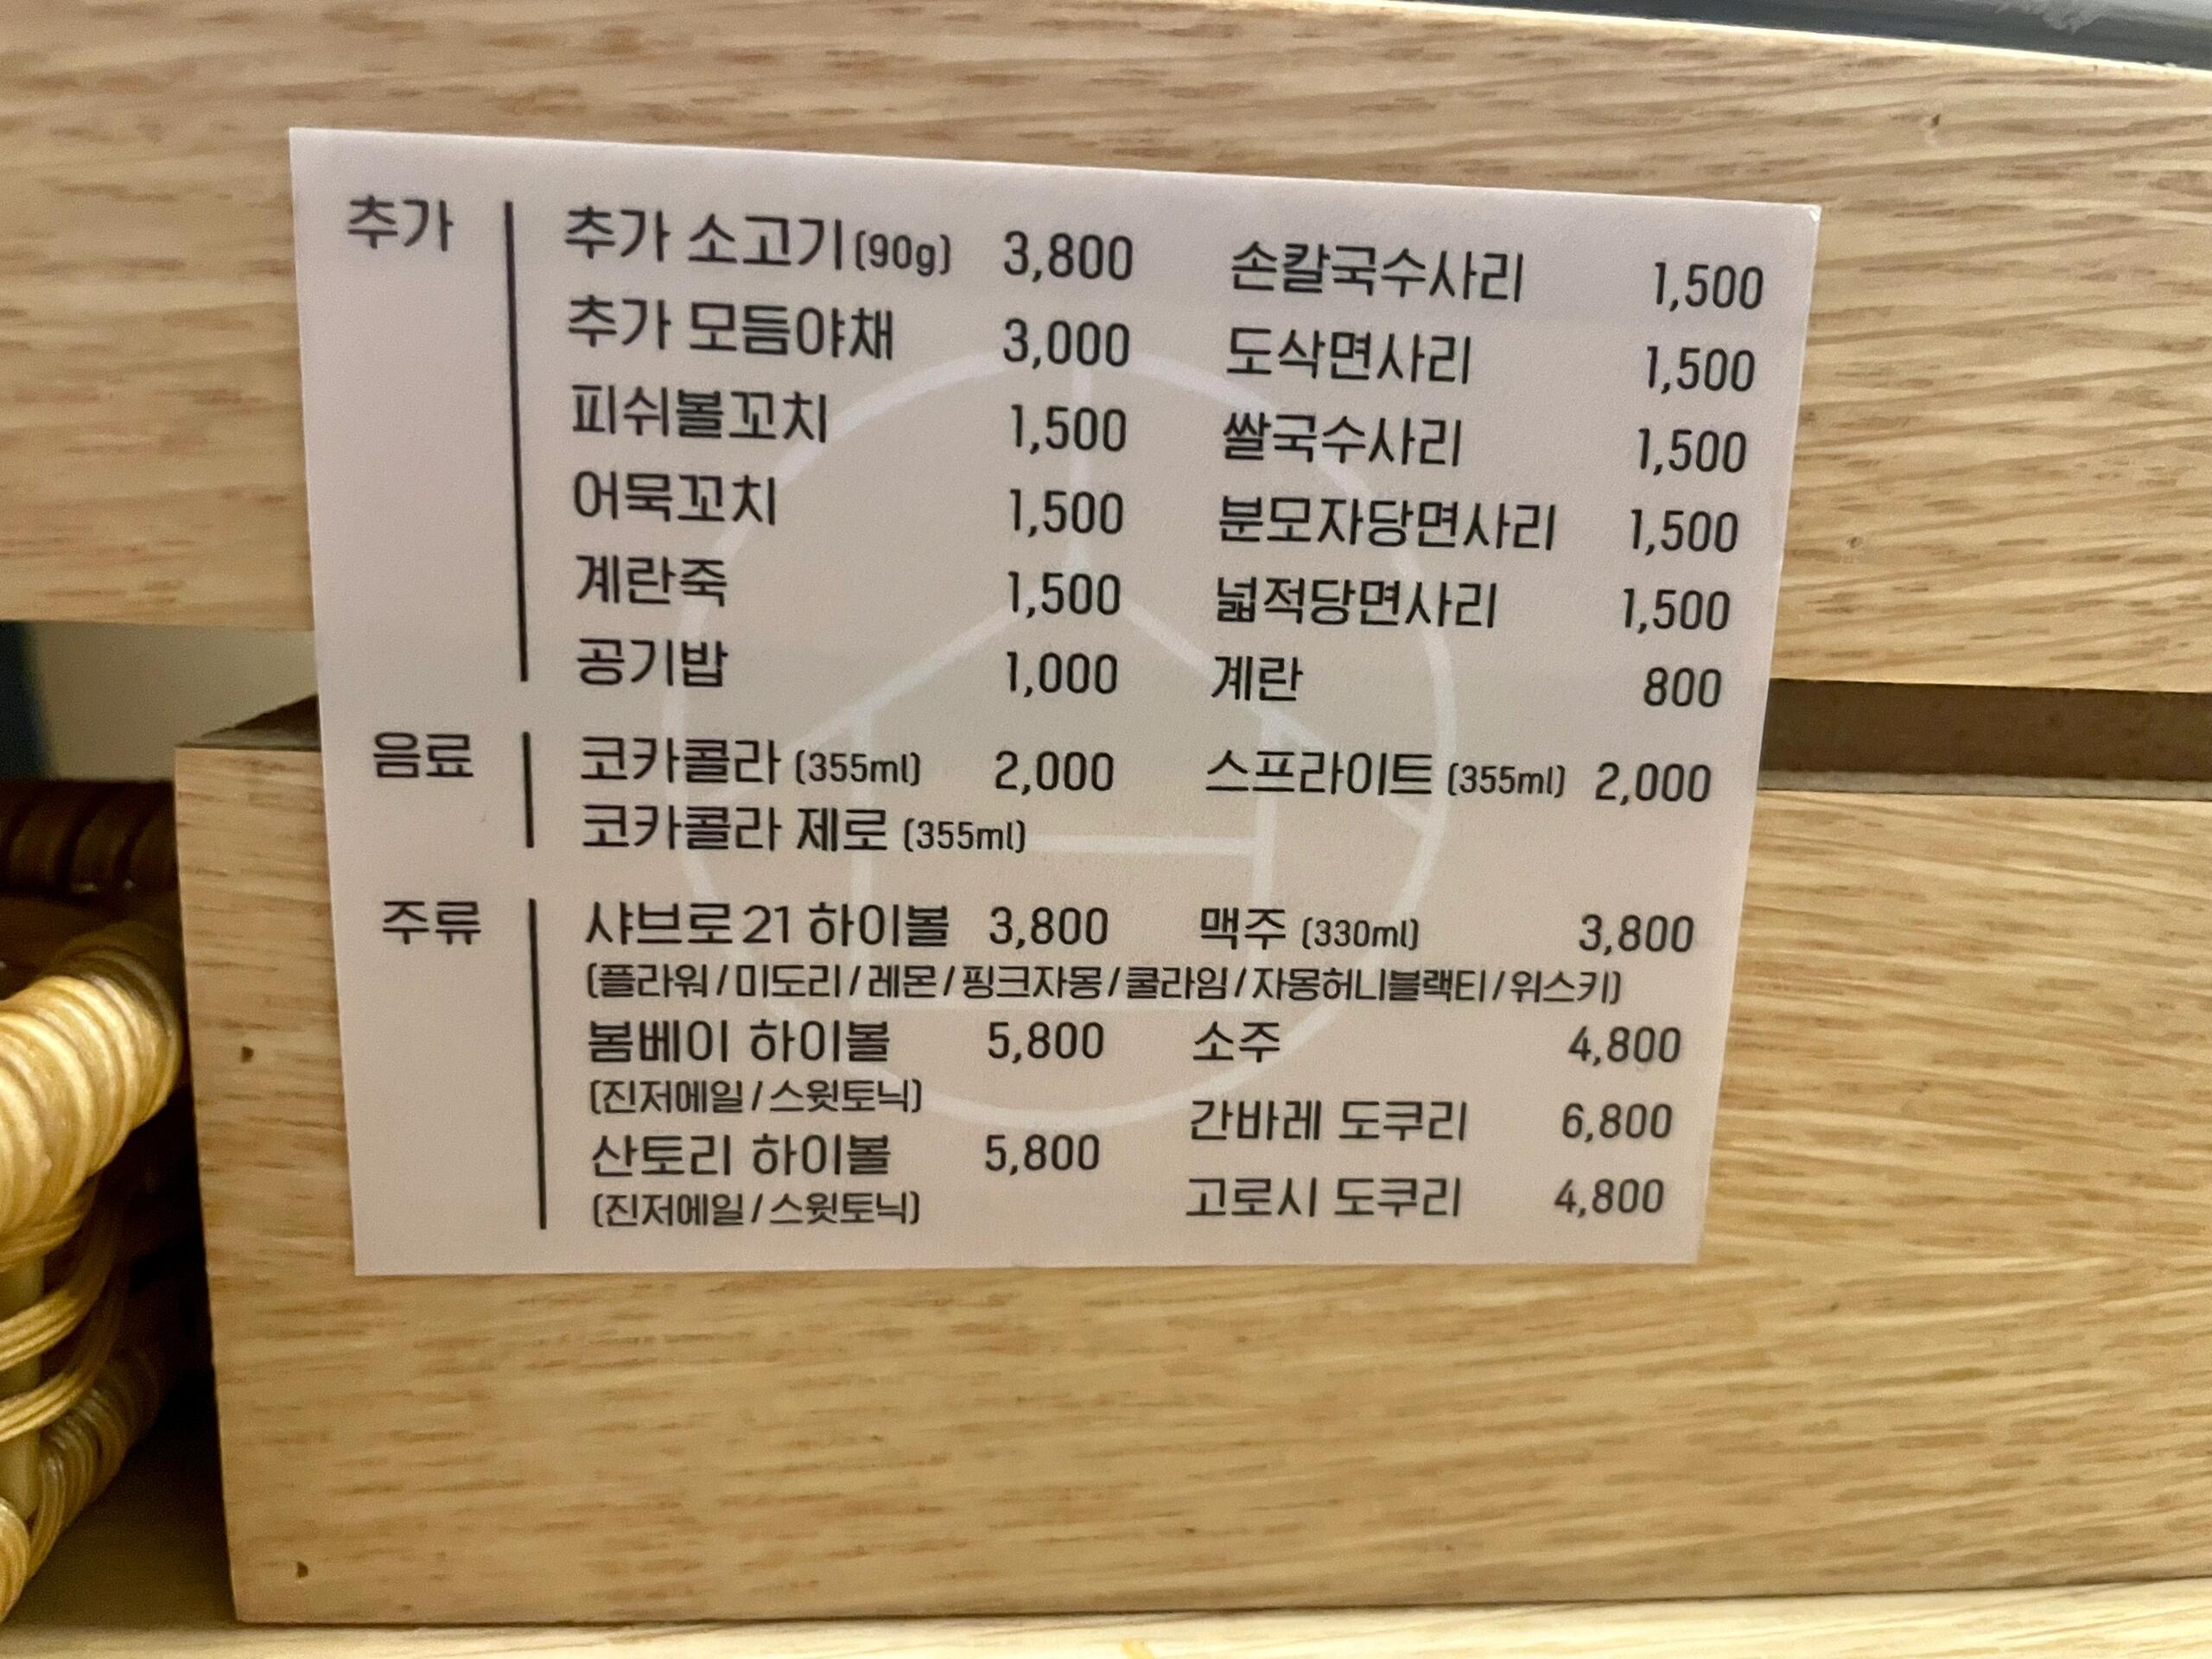 추가
추가 소고기(90g) 3,800 손칼국수사리 1,500
추가 모듬야채 3,000 도삭면사리 1,500
피쉬볼꼬치 1,500 쌀국수사리 1,500
어묵꼬치 1,500 분모자당면사리 1,500
계란죽 1,500 넓적당면사리 1,500
공기밥 1,000 계란 800
음료
코카콜라 (355ml) 2,000 스프라이트 (355ml) 2,000
코카콜라 제로 (355ml)
주류
샤브로21 하이볼 3,800 맥주 (330ml) 3,800
(플라워/미도리/레몬/핑크자몽/쿨라임/자몽허니블랙티/위스키)
봄베이 하이볼 5,800 소주 4,800
(진저에일/스윗토닉)
간바레 도쿠리 6,800
산토리 하이볼 5,800
고로시 도쿠리 4,800
(진저에일/스윗토닉)